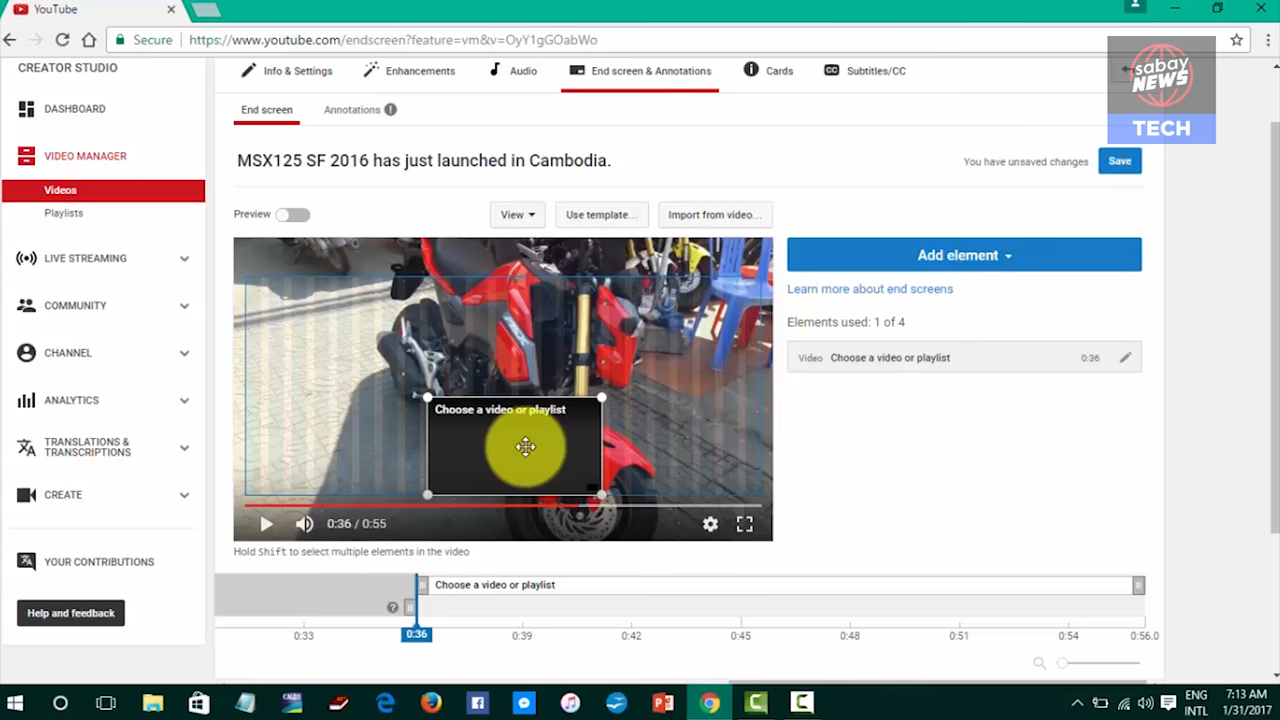 YouTube
Secure
https://www.youtube.com/endscreen?feature=vm&v=OyY1gGOabWo
sabay
NEWS
TECH
CREATOR STUDIO
Info & Settings
Enhancements
Audio
End screen & Annotations
Cards
CC
Subtitles/CC
DASHBOARD
End screen
Annotations
VIDEO MANAGER
MSX125 SF 2016 has just launched in Cambodia.
You have unsaved changes
Save
Videos
Playlists
Preview
View
Use template...
Import from video...
LIVE STREAMING
Add element
Learn more about end screens
COMMUNITY
Elements used: 1 of 4
CHANNEL
Video Choose a video or playlist 0:36
ANALYTICS
Choose a video or playlist
TRANSLATIONS &
TRANSCRIPTIONS
CREATE
0:36 / 0:55
Hold Shift to select multiple elements in the video
YOUR CONTRIBUTIONS
Choose a video or playlist
Help and feedback
0:33 0:36 0:39 0:42 0:45 0:48 0:51 0:54 0:56.0
ENG
INTL
7:13 AM
1/31/2017